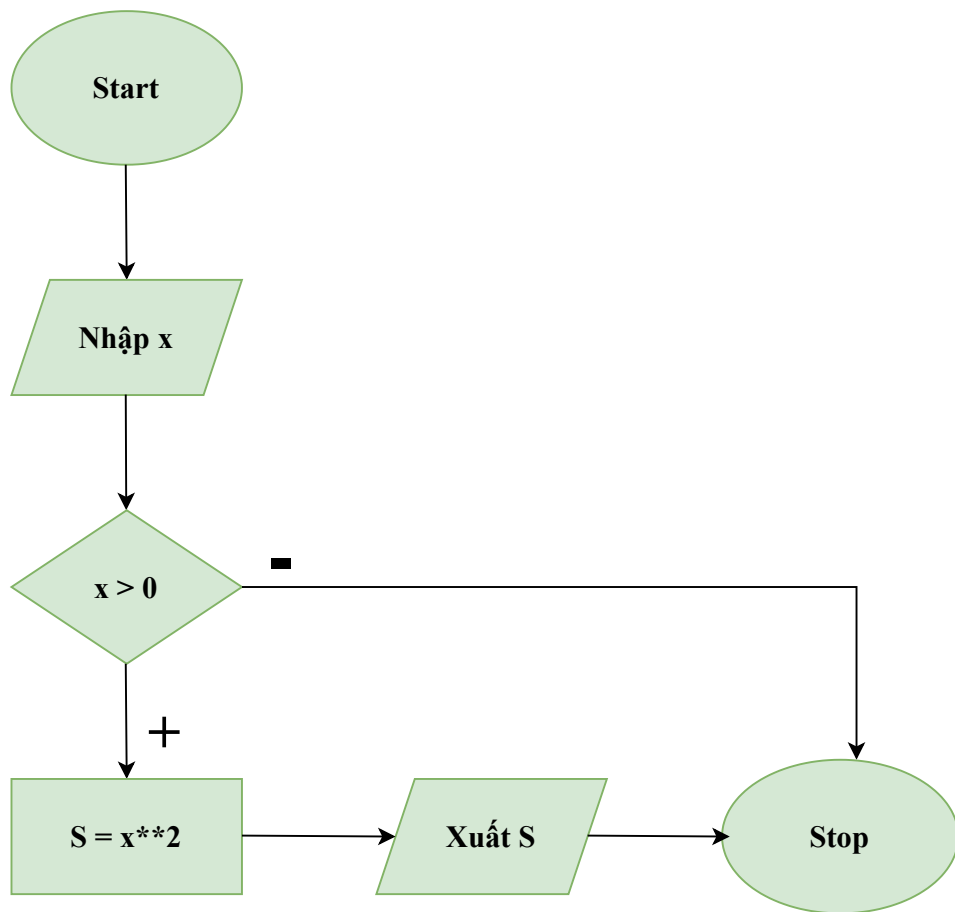 Start
Nhập x
x > 0
-
+
S = x**2
Xuất S
Stop